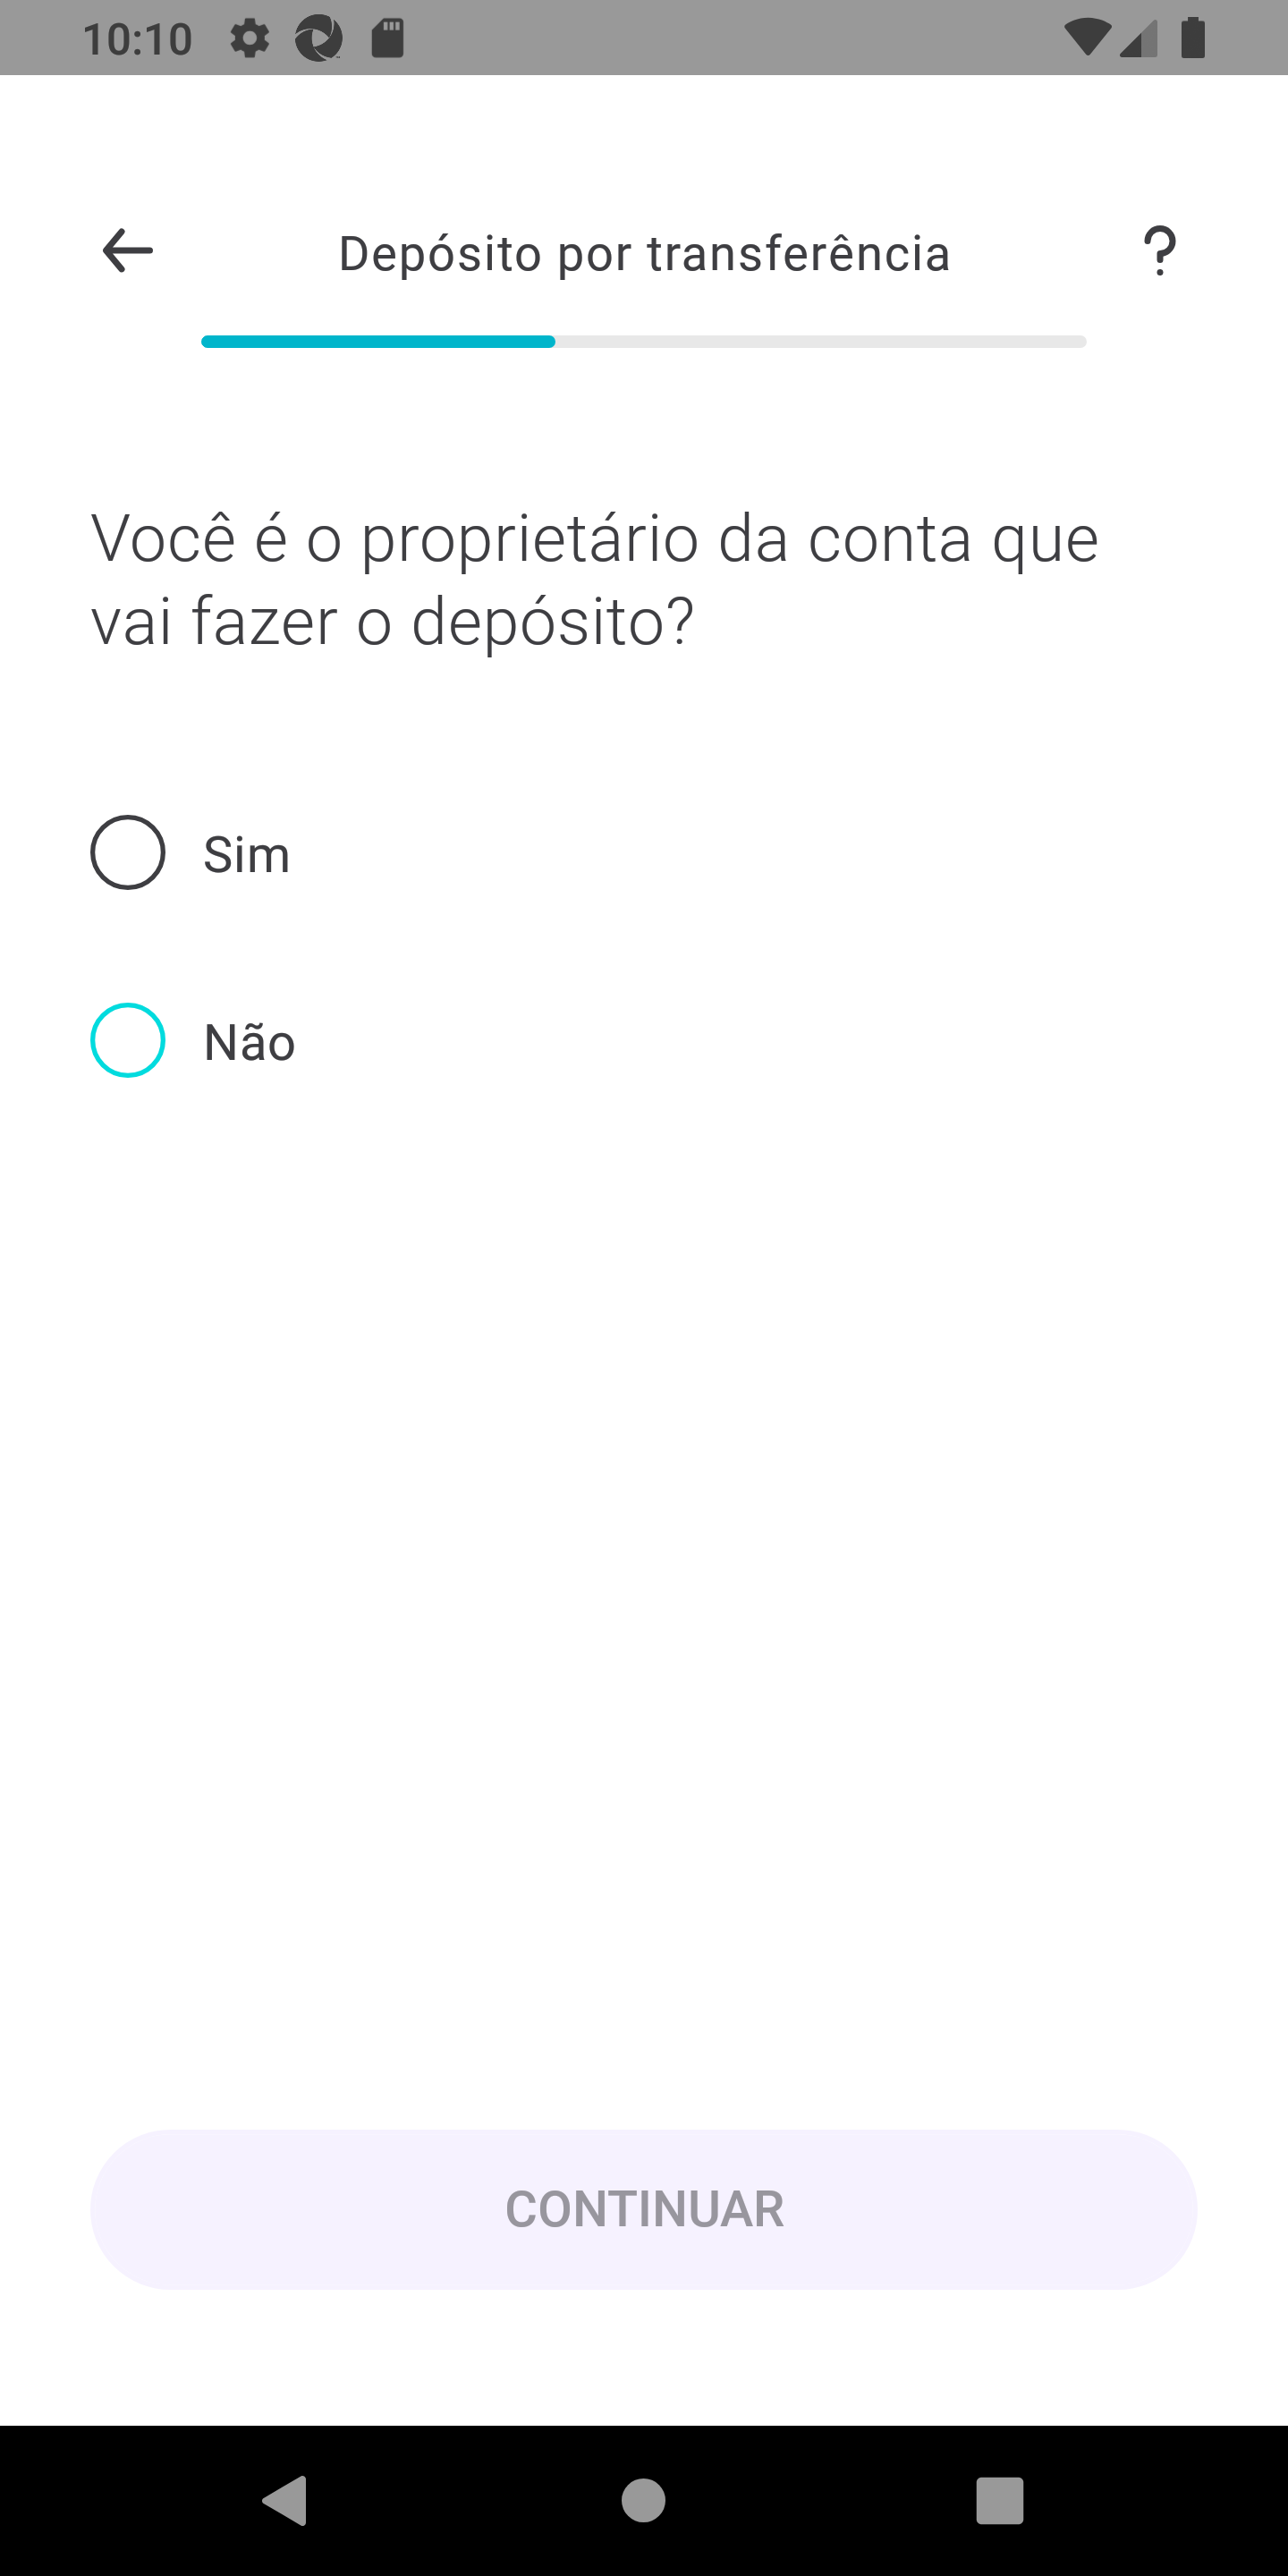 10:10
Depósito por transferência
Você é o proprietário da conta que
vai fazer o depósito?
Sim
Não
CONTINUAR